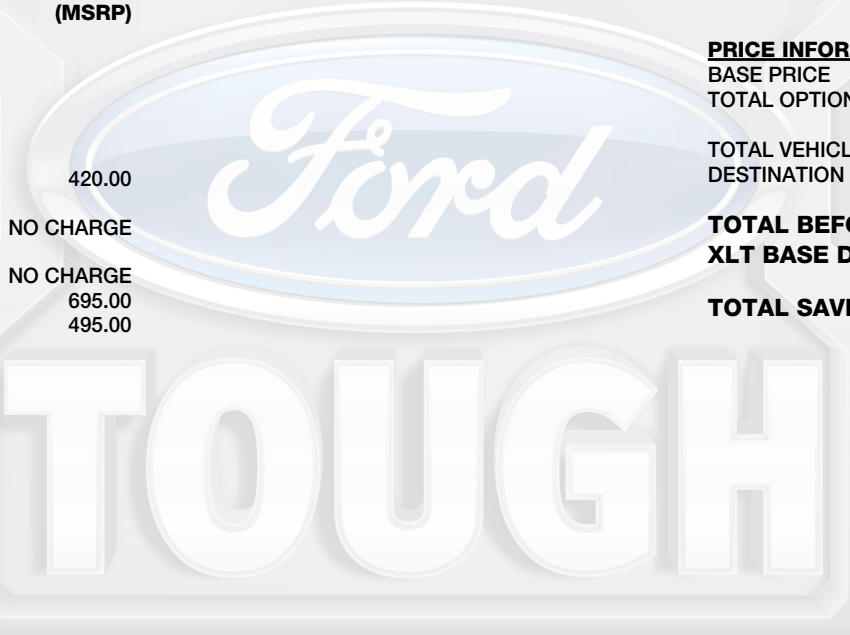 (MSRP)
420.00
NO CHARGE
NO CHARGE
695.00
495.00
PRICE INFOR
BASE PRICE
TOTAL OPTION
TOTAL VEHICL
DESTINATION
TOTAL BEFO
XLT BASE D
TOTAL SAVI
Ford
TOUGH